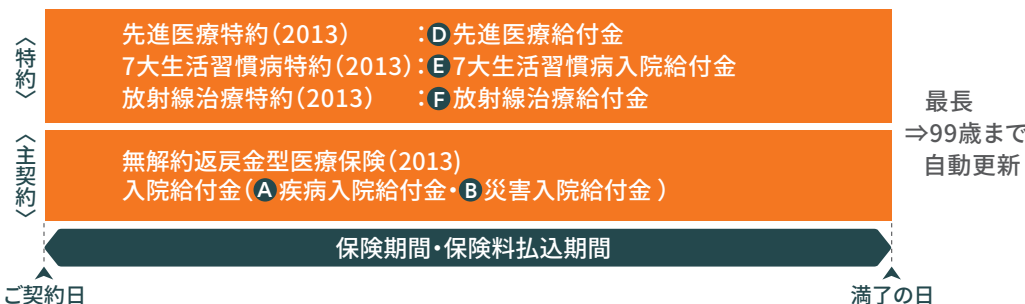 〈特約〉
先進医療特約(2013) :D先進医療給付金
7大生活習慣病特約(2013):E7大生活習慣病入院給付金
放射線治療特約(2013) :F放射線治療給付金
〈主契約〉
無解約返戻金型医療保険(2013)
入院給付金(A疾病入院給付金・B災害入院給付金)
最長
⇒99歳まで
自動更新
保険期間・保険料払込期間
ご契約日
満了の日